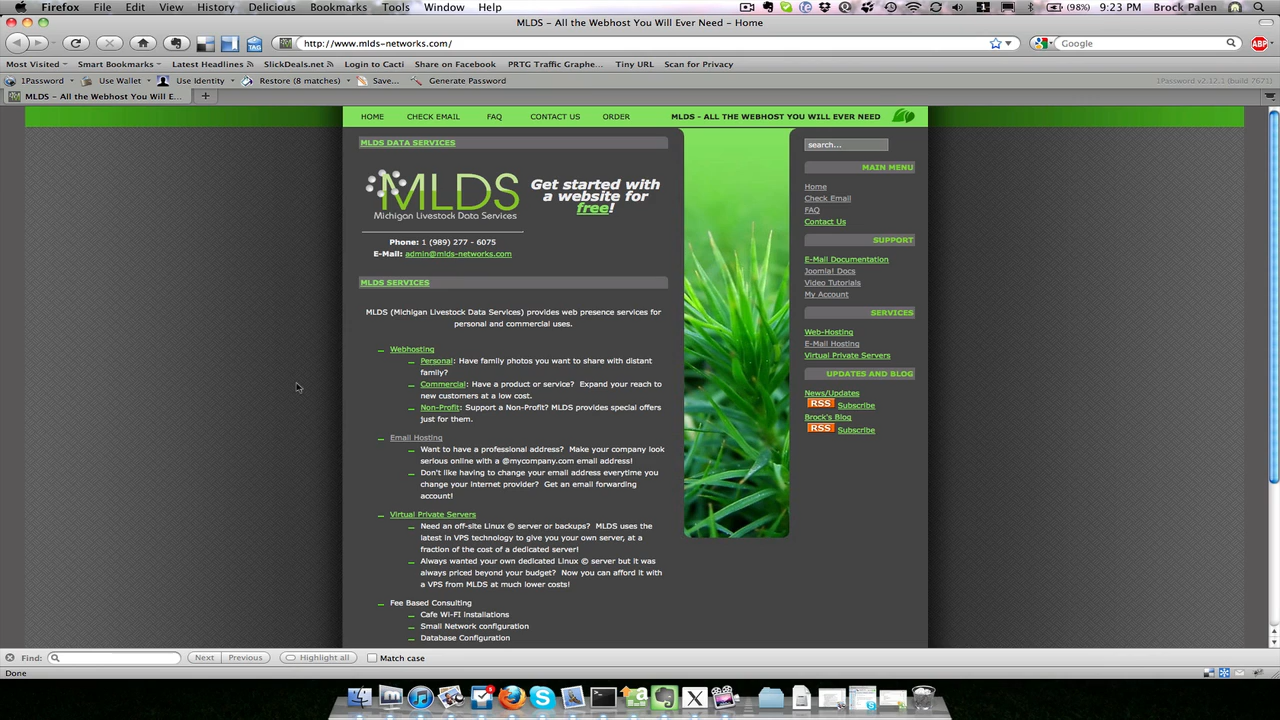 Firefox File Edit View History Delicious Bookmarks Tools Window Help 1 (98%) 9:23 PM Brock Palen
MLDS – All the Webhost You Will Ever Need – Home
http://www.mlds-networks.com/ TAG Google ABP
Most Visited Smart Bookmarks Latest Headlines SlickDeals.net Login to Cacti Share on Facebook PRTG Traffic Graphe... Tiny URL Scan for Privacy
1Password Use Wallet Use Identity Restore (8 matches) Save... Generate Password 1Password v2.12.1 (build 7671)
MLDS – All the Webhost You Will E... +
HOME CHECK EMAIL FAQ CONTACT US ORDER MLDS - ALL THE WEBHOST YOU WILL EVER NEED
MLDS DATA SERVICES
MLDS
Michigan Livestock Data Services
Get started with
a website for
free!
Phone: 1 (989) 277 - 6075
E-Mail: admin@mlds-networks.com
MLDS SERVICES
MLDS (Michigan Livestock Data Services) provides web presence services for
personal and commercial uses.
Webhosting
Personal: Have family photos you want to share with distant
family?
Commercial: Have a product or service? Expand your reach to
new customers at a low cost.
Non-Profit: Support a Non-Profit? MLDS provides special offers
just for them.
Email Hosting
Want to have a professional address? Make your company look
serious online with a @mycompany.com email address!
Don't like having to change your email address everytime you
change your internet provider? Get an email forwarding
account!
Virtual Private Servers
Need an off-site Linux © server or backups? MLDS uses the
latest in VPS technology to give you your own server, at a
fraction of the cost of a dedicated server!
Always wanted your own dedicated Linux © server but it was
always priced beyond your budget? Now you can afford it with
a VPS from MLDS at much lower costs!
Fee Based Consulting
Cafe Wi-FI installations
Small Network configuration
Database Configuration
search...
MAIN MENU
Home
Check Email
FAQ
Contact Us
SUPPORT
E-Mail Documentation
Joomla! Docs
Video Tutorials
My Account
SERVICES
Web-Hosting
E-Mail Hosting
Virtual Private Servers
UPDATES AND BLOG
News/Updates
RSS Subscribe
Brock's Blog
RSS Subscribe
Find: Next Previous Highlight all Match case
Done